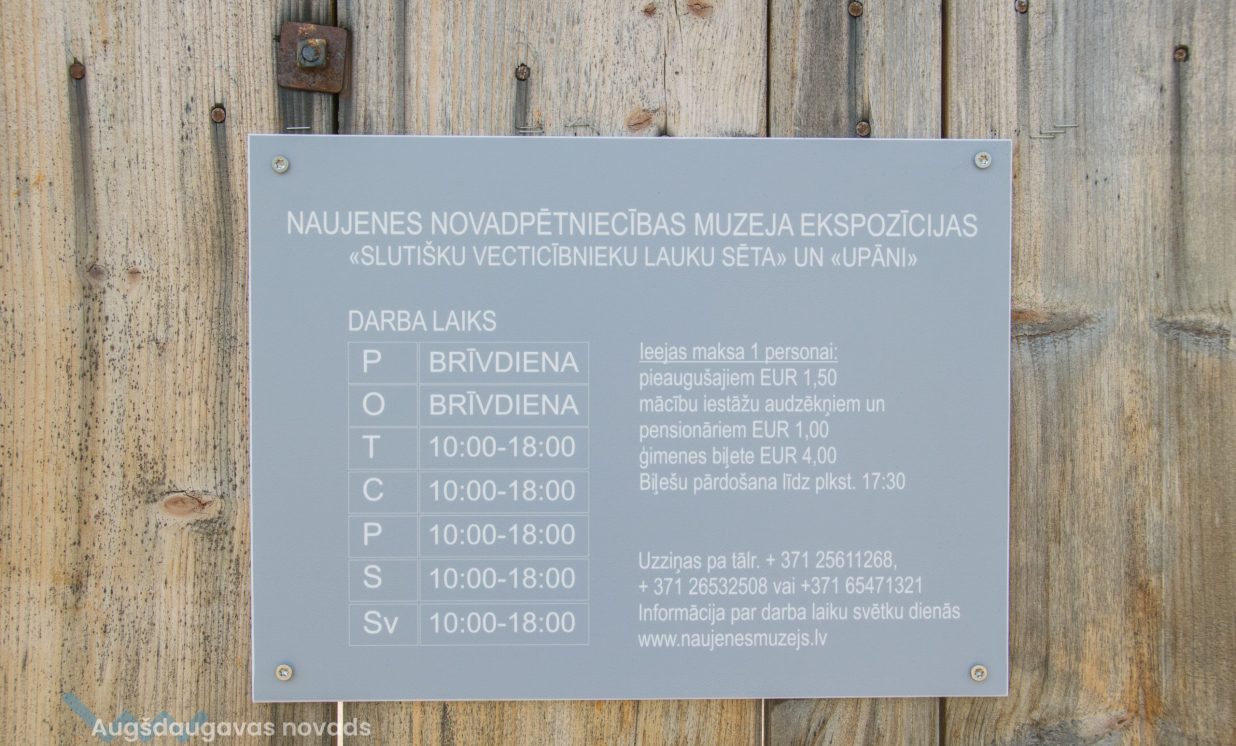 NAUJENES NOVADPĒTNIECĪBAS MUZEJA EKSPOZĪCIJAS
«SLUTIŠKU VECTICĪBNIEKU LAUKU SĒTA» UN «UPĀNI»
DARBA LAIKS
P BRĪVDIENA
O BRĪVDIENA
T 10:00-18:00
C 10:00-18:00
P 10:00-18:00
S 10:00-18:00
Sv 10:00-18:00
Ieejas maksa 1 personai:
pieaugušajiem EUR 1,50
mācību iestāžu audzēkņiem un
pensionāriem EUR 1,00
ģimenes biļete EUR 4,00
Biļešu pārdošana līdz plkst. 17:30
Uzziņas pa tālr. + 371 25611268,
+ 371 26532508 vai +371 65471321
Informācija par darba laiku svētku dienās
www.naujenesmuzejs.lv
Augšdaugavas novads